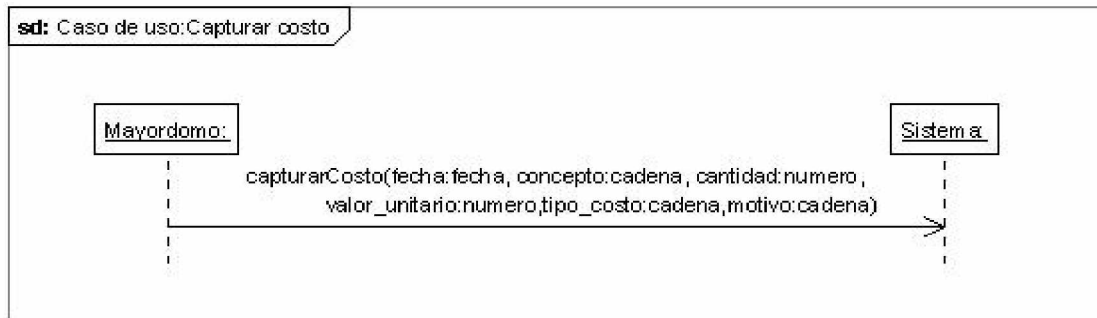 sd: Caso de uso:Capturar costo
Mayordomo:
Sistema:
capturarCosto(fecha:fecha, concepto:cadena, cantidad:numero,
valor_unitario:numero,tipo_costo:cadena,motivo:cadena)